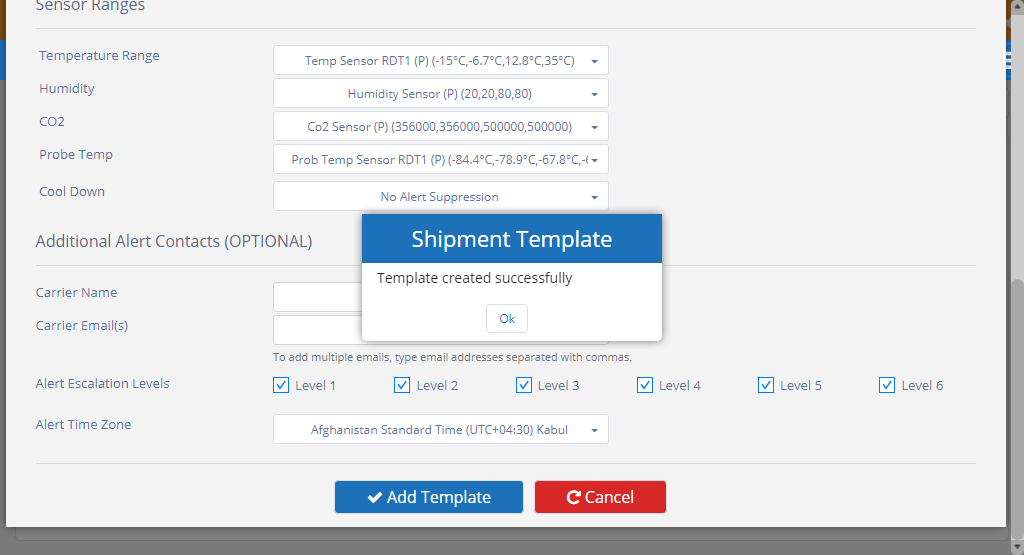 Sensor Ranges
Temperature Range
Temp Sensor RDT1 (P) (-15°C,-6.7°C,12.8°C,35°C)
Humidity
Humidity Sensor (P) (20,20,80,80)
CO2
Co2 Sensor (P) (356000,356000,500000,500000)
Probe Temp
Prob Temp Sensor RDT1 (P) (-84.4°C,-78.9°C,-67.8°C,-
Cool Down
No Alert Suppression
Shipment Template
Template created successfully
Ok
Additional Alert Contacts (OPTIONAL)
Carrier Name
Carrier Email(s)
To add multiple emails, type email addresses separated with commas.
Alert Escalation Levels
Level 1
Level 2
Level 3
Level 4
Level 5
Level 6
Alert Time Zone
Afghanistan Standard Time (UTC+04:30) Kabul
Add Template
Cancel